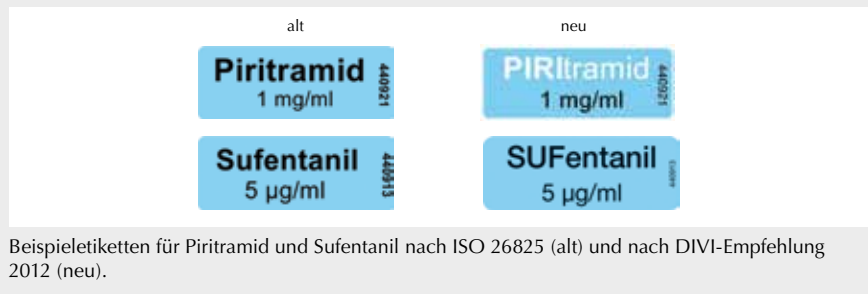 alt
neu
Piritramid
1 mg/ml
440921
PIRItramid
1 mg/ml
440921
Sufentanil
5 µg/ml
440913
SUFentanil
5 µg/ml
440913
Beispieletiketten für Piritramid und Sufentanil nach ISO 26825 (alt) und nach DIVI-Empfehlung
2012 (neu).